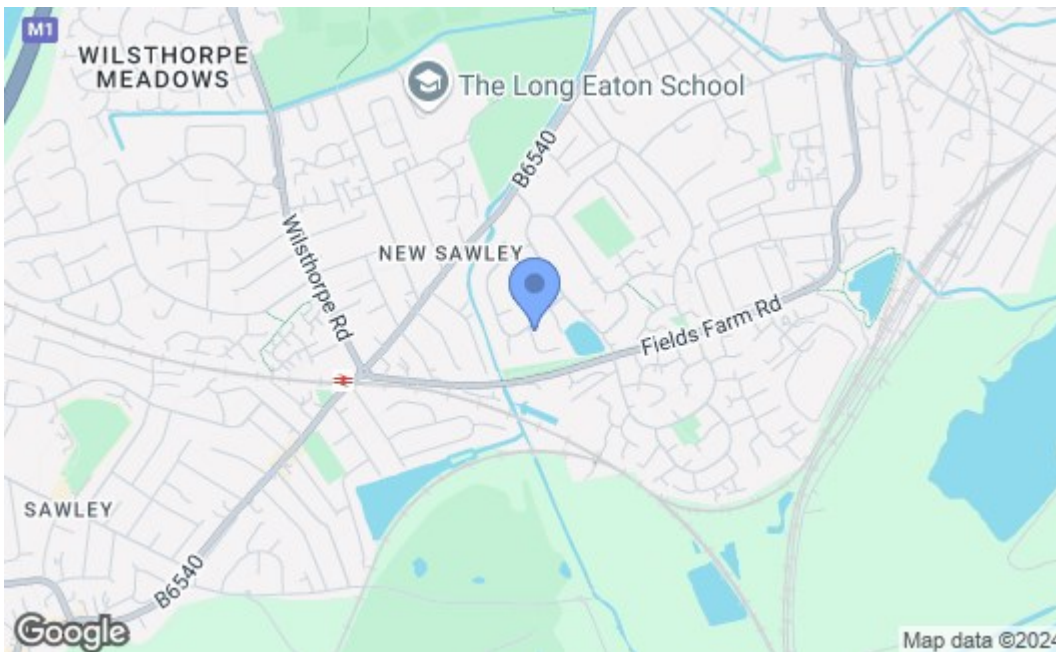 M1
WILSTHORPE
MEADOWS
The Long Eaton School
B6540
Wilsthorpe Rd
NEW SAWLEY
Fields Farm Rd
SAWLEY
B6540
Google
Map data ©2024